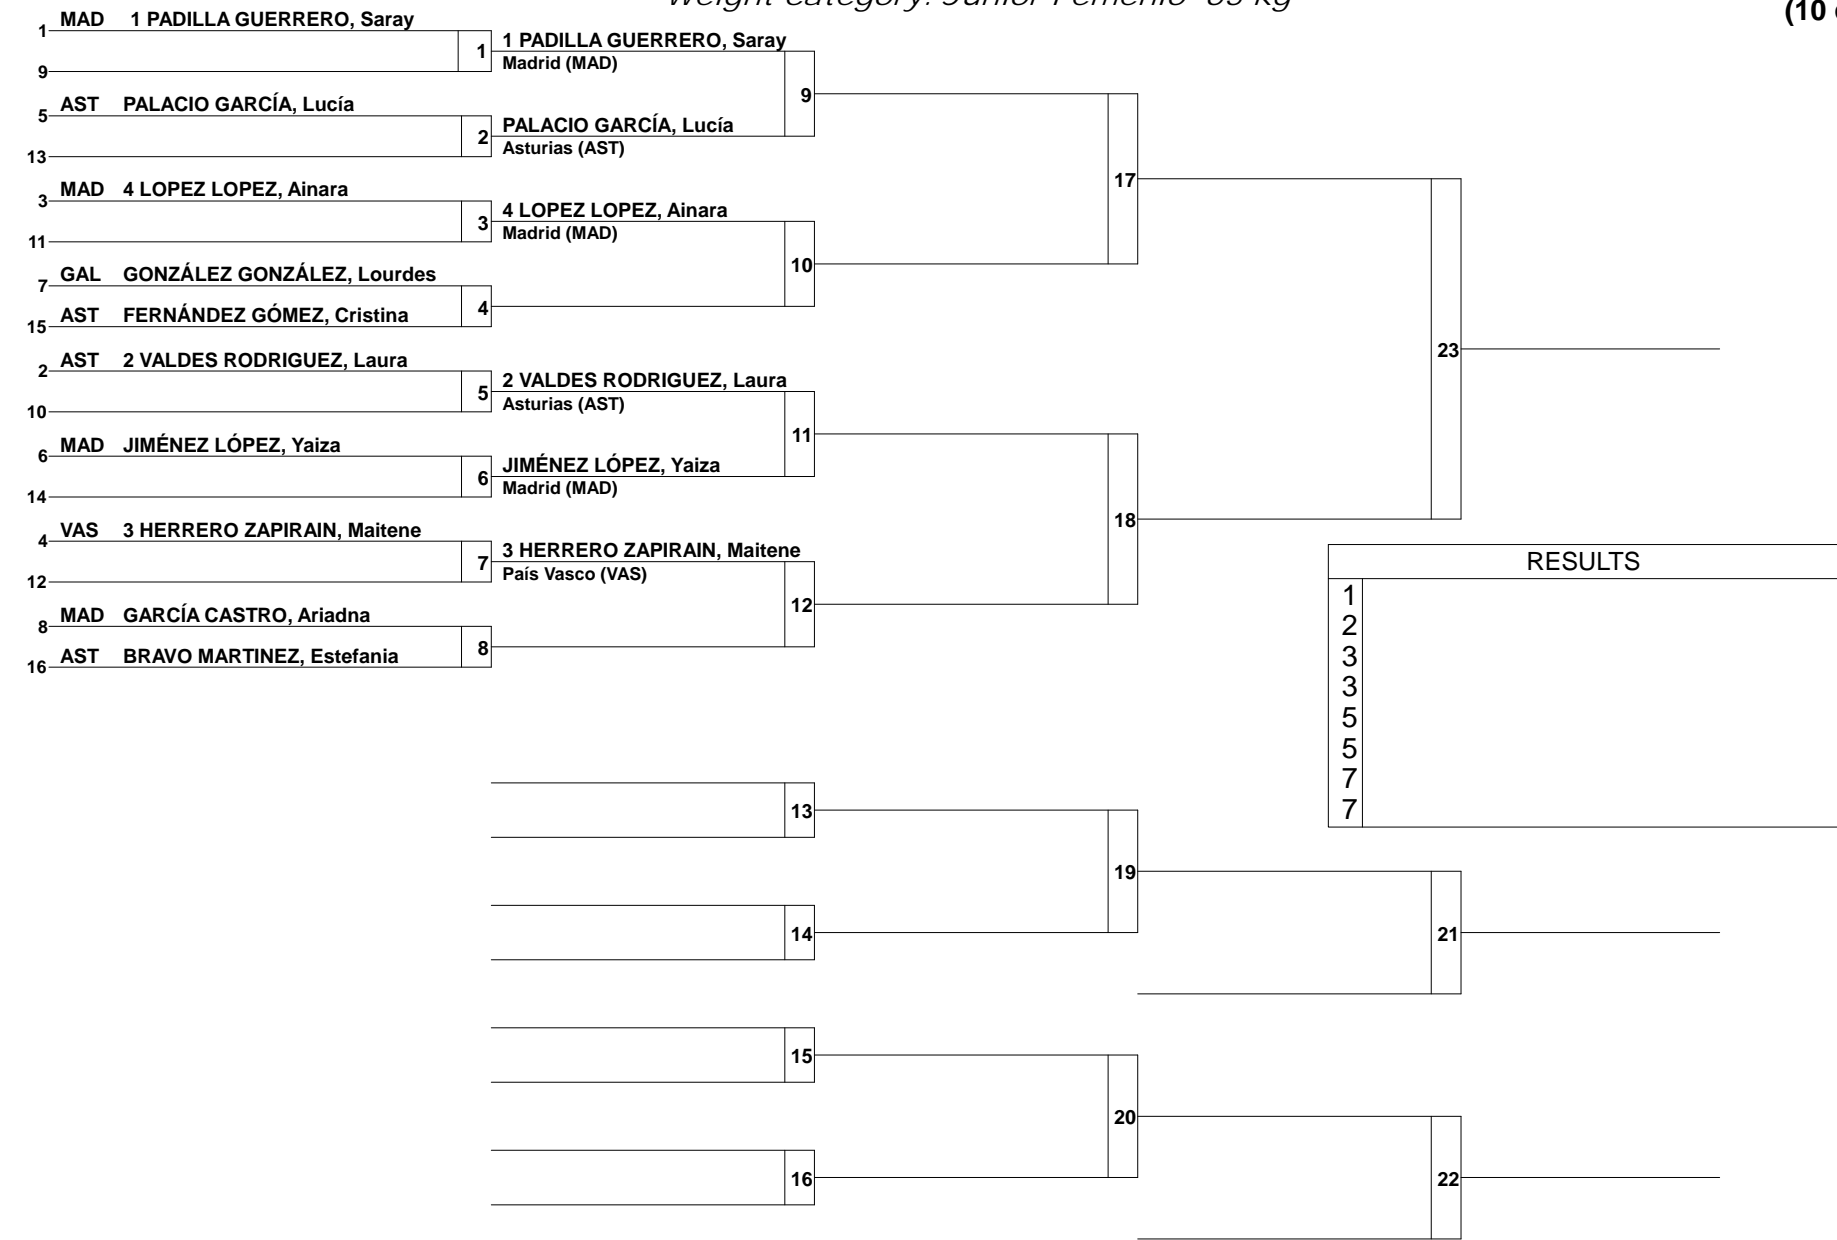 Weight category: Junior Femenio -63 kg
(10
1 MAD 1 PADILLA GUERRERO, Saray
9
1
1 PADILLA GUERRERO, Saray
Madrid (MAD)
5 AST PALACIO GARCÍA, Lucía
13
2
PALACIO GARCÍA, Lucía
Asturias (AST)
9
3 MAD 4 LOPEZ LOPEZ, Ainara
11
3
4 LOPEZ LOPEZ, Ainara
Madrid (MAD)
7 GAL GONZÁLEZ GONZÁLEZ, Lourdes
15 AST FERNÁNDEZ GÓMEZ, Cristina
4
10
17
2 AST 2 VALDES RODRIGUEZ, Laura
10
5
2 VALDES RODRIGUEZ, Laura
Asturias (AST)
6 MAD JIMÉNEZ LÓPEZ, Yaiza
14
6
JIMÉNEZ LÓPEZ, Yaiza
Madrid (MAD)
11
4 VAS 3 HERRERO ZAPIRAIN, Maitene
12
7
3 HERRERO ZAPIRAIN, Maitene
País Vasco (VAS)
8 MAD GARCÍA CASTRO, Ariadna
16 AST BRAVO MARTINEZ, Estefania
8
12
18
23
RESULTS
1
2
3
3
5
5
7
7
13
14
19
21
15
16
20
22